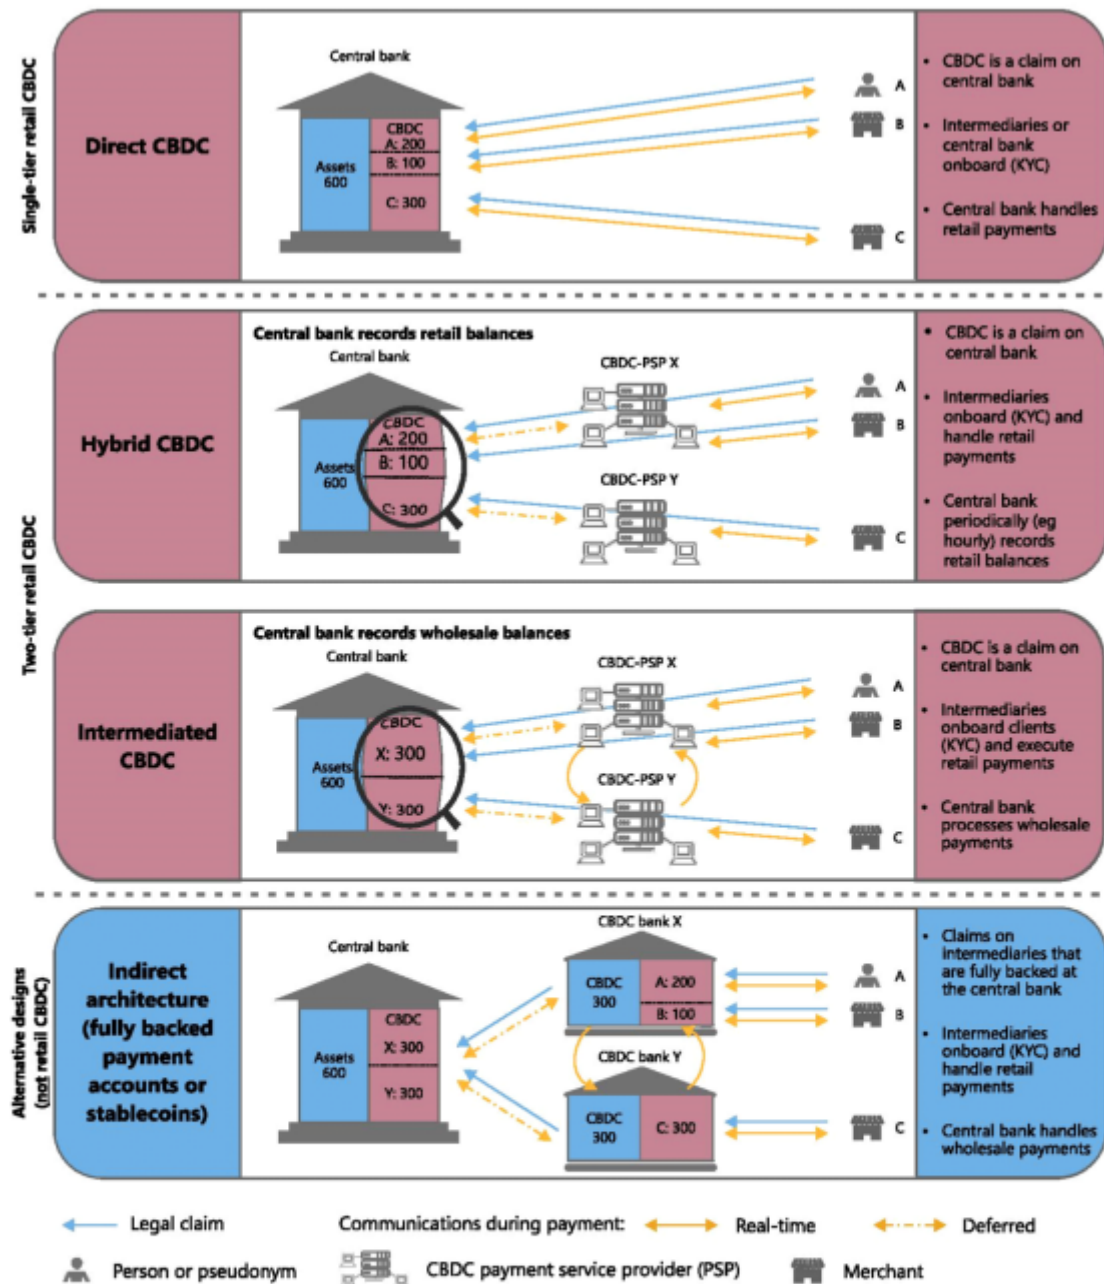 Single-tier retail CBDC
Direct CBDC
Central bank
Assets
600
CBDC
A: 200
B: 100
C: 300
A
B
C
• CBDC is a claim on
central bank
• Intermediaries or
central bank
onboard (KYC)
• Central bank handles
retail payments
Two-tier retail CBDC
Hybrid CBDC
Central bank records retail balances
Central bank
Assets
600
CBDC
A: 200
B: 100
C: 300
CBDC-PSP X
CBDC-PSP Y
A
B
C
• CBDC is a claim on
central bank
• Intermediaries
onboard (KYC) and
handle retail
payments
• Central bank
periodically (eg
hourly) records
retail balances
Intermediated
CBDC
Central bank records wholesale balances
Central bank
Assets
600
CBDC
X: 300
Y: 300
CBDC-PSP X
CBDC-PSP Y
A
B
C
• CBDC is a claim on
central bank
• Intermediaries
onboard clients
(KYC) and execute
retail payments
• Central bank
processes wholesale
payments
Alternative designs
(not retail CBDC)
Indirect
architecture
(fully backed
payment
accounts or
stablecoins)
Central bank
Assets
600
CBDC
X: 300
Y: 300
CBDC bank X
CBDC
300
A: 200
B: 100
CBDC bank Y
CBDC
300
C: 300
A
B
C
• Claims on
intermediaries that
are fully backed at
the central bank
• Intermediaries
onboard (KYC) and
handle retail
payments
• Central bank handles
wholesale payments
Legal claim
Communications during payment:
Real-time
Deferred
Person or pseudonym
CBDC payment service provider (PSP)
Merchant